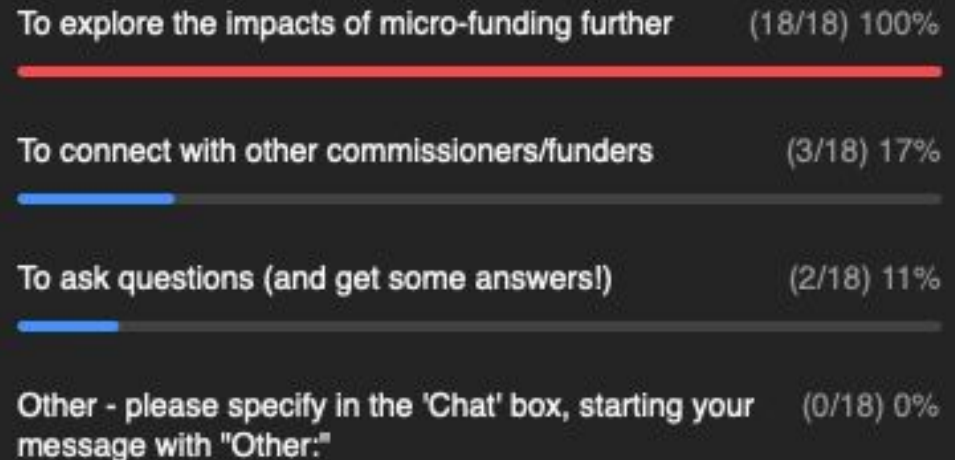 To explore the impacts of micro-funding further (18/18) 100%
To connect with other commissioners/funders (3/18) 17%
To ask questions (and get some answers!) (2/18) 11%
Other - please specify in the 'Chat' box, starting your (0/18) 0%
message with "Other:"